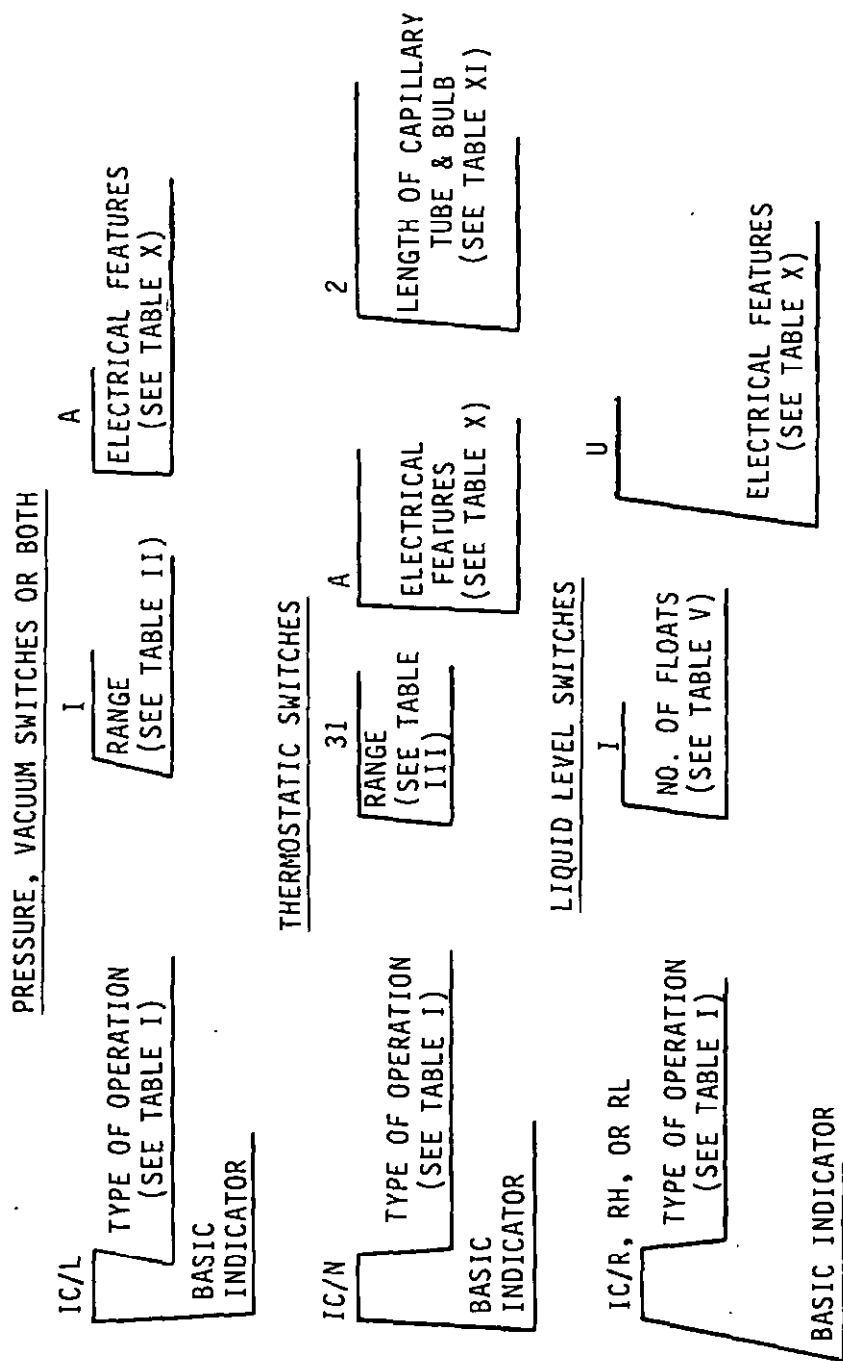 PRESSURE, VACUUM SWITCHES OR BOTH
IC/L
I
A
TYPE OF OPERATION
(SEE TABLE I)
BASIC
INDICATOR
RANGE
(SEE TABLE II)
ELECTRICAL FEATURES
(SEE TABLE X)
THERMOSTATIC SWITCHES
IC/N
31
A
2
TYPE OF OPERATION
(SEE TABLE I)
BASIC
INDICATOR
RANGE
(SEE TABLE
III)
ELECTRICAL
FEATURES
(SEE TABLE X)
LENGTH OF CAPILLARY
TUBE & BULB
(SEE TABLE XI)
LIQUID LEVEL SWITCHES
IC/R, RH, OR RL
I
U
TYPE OF OPERATION
(SEE TABLE I)
BASIC INDICATOR
NO. OF FLOATS
(SEE TABLE V)
ELECTRICAL FEATURES
(SEE TABLE X)